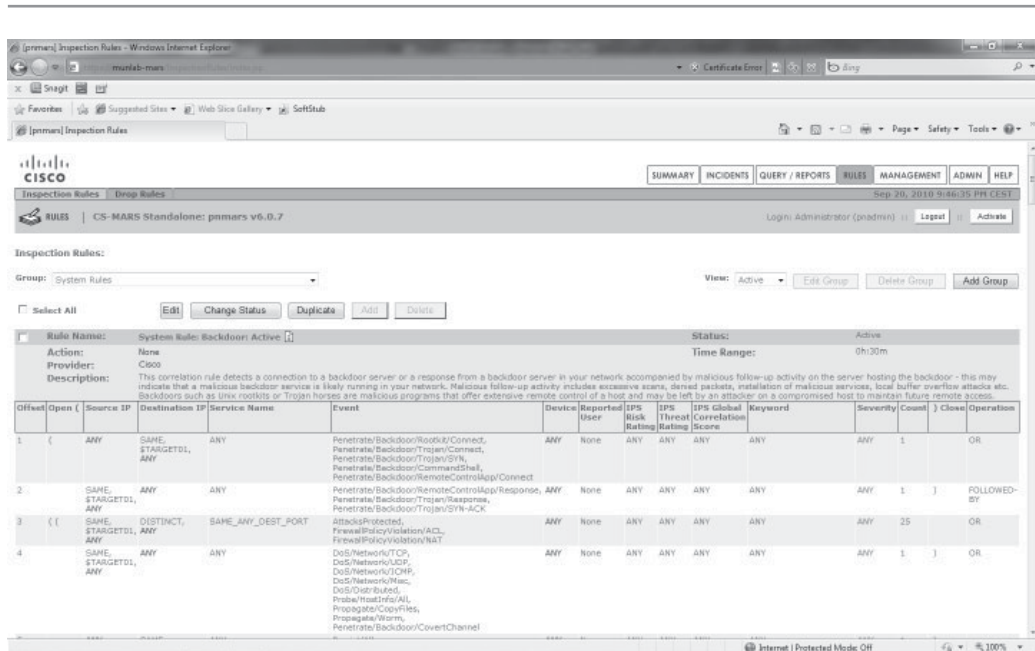 [pnmars] Inspection Rules - Windows Internet Explorer
munlab-mars
Certificate Error
Bing
x Snagit
Favorites Suggested Sites Web Slice Gallery SoftStub
[pnmars] Inspection Rules
Page Safety Tools
CISCO
SUMMARY INCIDENTS QUERY / REPORTS RULES MANAGEMENT ADMIN HELP
Inspection Rules Drop Rules Sep 20, 2010 9:46:35 PM CEST
RULES | CS-MARS Standalone: pnmars v6.0.7 Login: Administrator (pnadmin) :: Logout :: Activate
Inspection Rules:
Group: System Rules View: Active Edit Group Delete Group Add Group
Select All Edit Change Status Duplicate Add Delete
Rule Name: System Rule: Backdoor: Active Status: Active
Action: None Time Range: 0h:30m
Provider: Cisco
Description: This correlation rule detects a connection to a backdoor server or a response from a backdoor server in your network accompanied by malicious follow-up activity on the server hosting the backdoor - this may
indicate that a malicious backdoor service is likely running in your network. Malicious follow-up activity includes excessive scans, denied packets, installation of malicious services, local buffer overflow attacks etc.
Backdoors such as Unix rootkits or Trojan horses are malicious programs that offer extensive remote control of a host and may be left by an attacker on a compromised host to maintain future remote access.
Offset Open ( Source IP Destination IP Service Name Event Device Reported User IPS Risk Rating IPS Threat Rating IPS Global Correlation Score Keyword Severity Count ) Close Operation
1 ( ANY SAME, $TARGET01, ANY ANY Penetrate/Backdoor/Rootkit/Connect, ANY None ANY ANY ANY ANY ANY 1 OR
Penetrate/Backdoor/Trojan/Connect,
Penetrate/Backdoor/Trojan/SYN,
Penetrate/Backdoor/CommandShell,
Penetrate/Backdoor/RemoteControlApp/Connect
2 SAME, $TARGET01, ANY ANY ANY Penetrate/Backdoor/RemoteControlApp/Response, ANY None ANY ANY ANY ANY ANY 1 ) FOLLOWED-BY
Penetrate/Backdoor/Trojan/Response,
Penetrate/Backdoor/Trojan/SYN-ACK
3 ( ( SAME, $TARGET01, ANY DISTINCT, ANY SAME_ANY_DEST_PORT AttacksProtected, ANY None ANY ANY ANY ANY ANY 25 OR
FirewallPolicyViolation/ACL,
FirewallPolicyViolation/NAT
4 SAME, $TARGET01, ANY ANY ANY DoS/Network/TCP, ANY None ANY ANY ANY ANY ANY 1 ) OR
DoS/Network/UDP,
DoS/Network/ICMP,
DoS/Network/Misc,
DoS/Distributed,
Probe/HostInfo/All,
Propagate/CopyFiles,
Propagate/Worm,
Penetrate/Backdoor/CovertChannel
Internet | Protected Mode: Off 100%